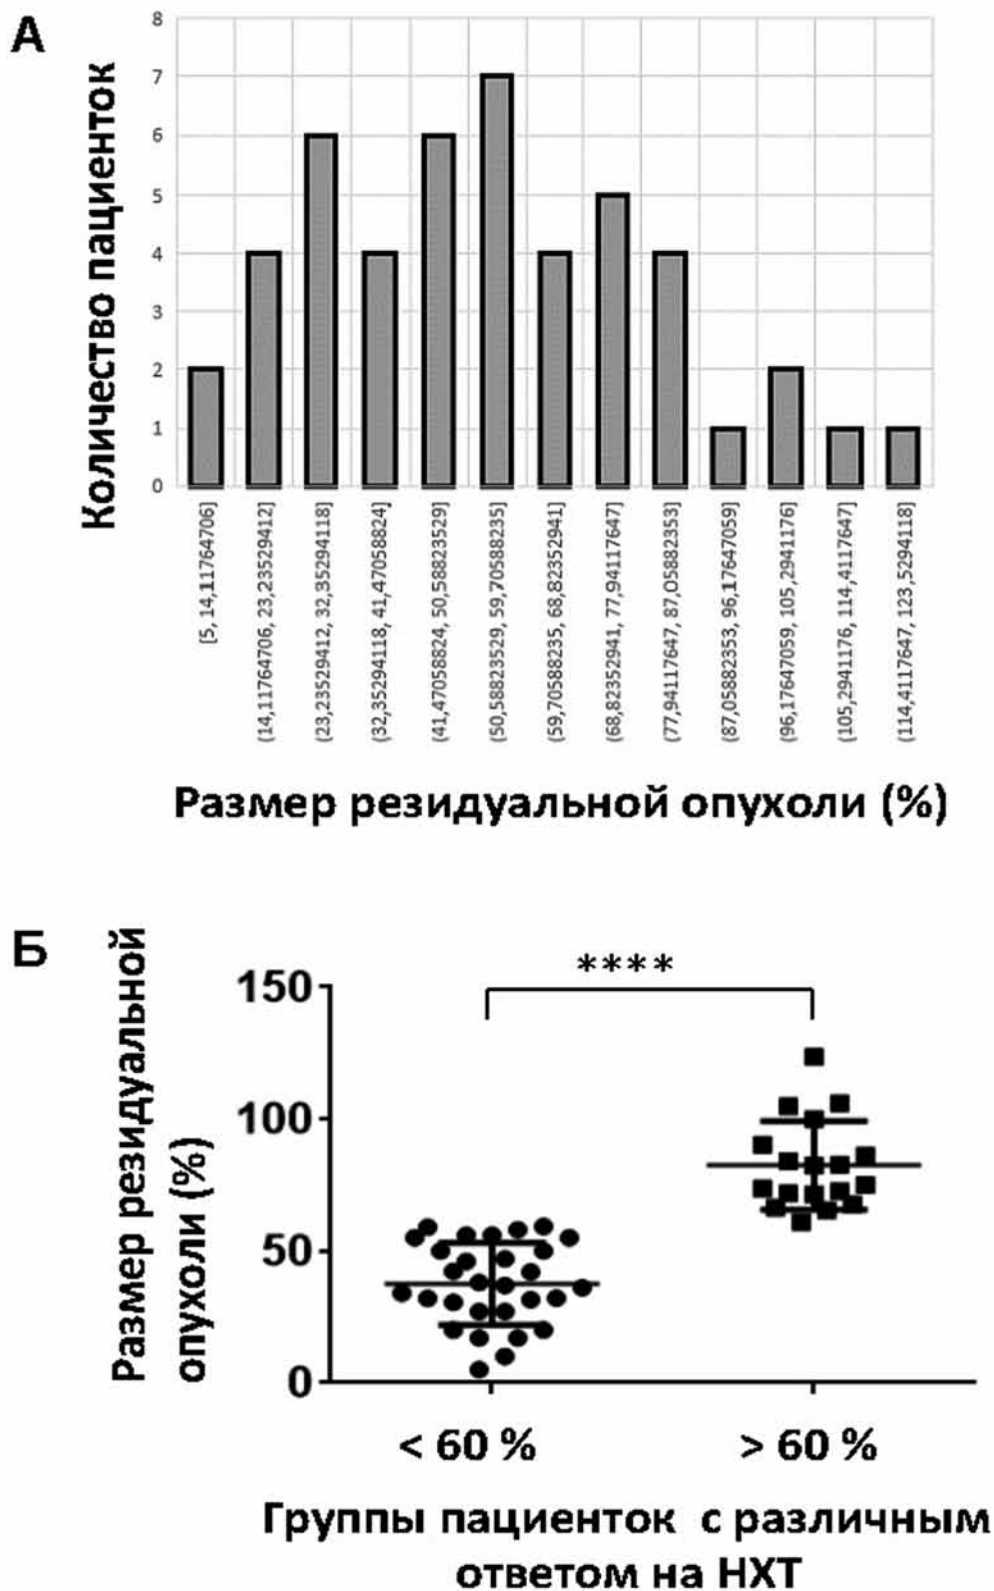 А
Количество пациенток
8
7
6
5
4
3
2
1
0
[5, 14,11764706]
(14,11764706, 23,23529412]
(23,23529412, 32,35294118]
(32,35294118, 41,47058824]
(41,47058824, 50,58823529]
(50,58823529, 59,70588235]
(59,70588235, 68,82352941]
(68,82352941, 77,94117647]
(77,94117647, 87,05882353]
(87,05882353, 96,17647059]
(96,17647059, 105,2941176]
(105,2941176, 114,4117647]
(114,4117647, 123,5294118]
Размер резидуальной опухоли (%)
Б
Размер резидуальной
опухоли (%)
150
100
50
0
****
< 60 %
> 60 %
Группы пациенток с различным
ответом на НХТ